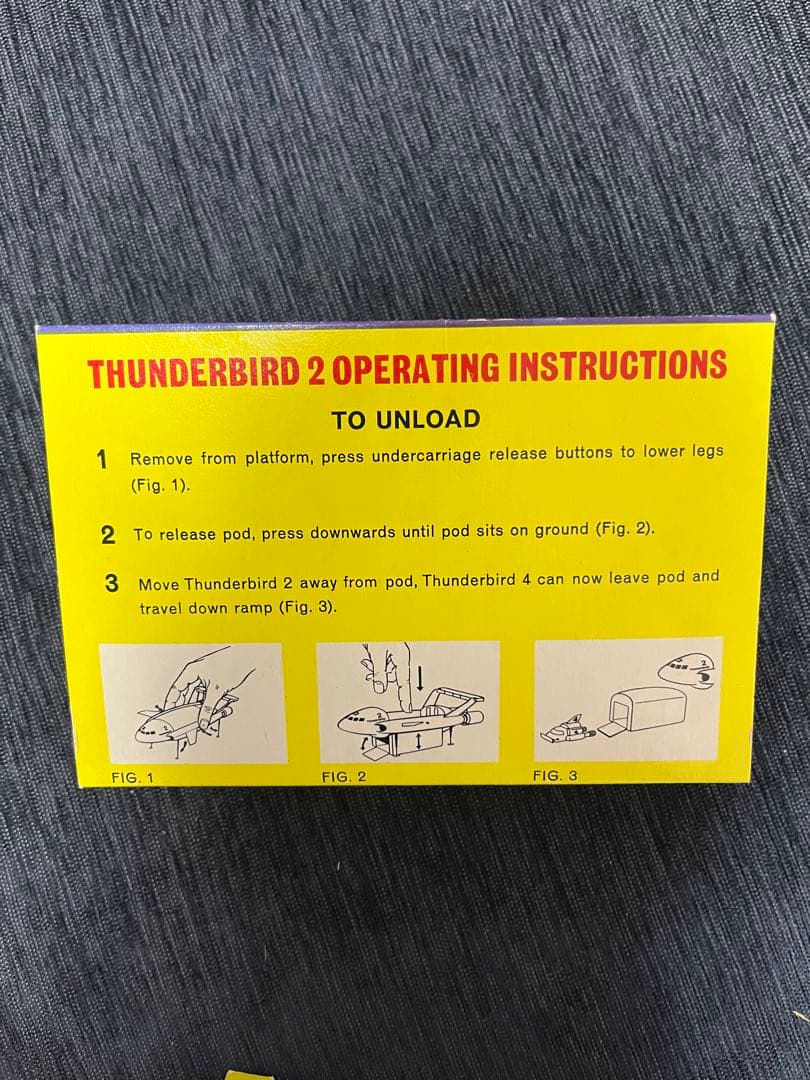 THUNDERBIRD 2 OPERATING INSTRUCTIONS
TO UNLOAD
1 Remove from platform, press undercarriage release buttons to lower legs
(Fig. 1).
2 To release pod, press downwards until pod sits on ground (Fig. 2).
3 Move Thunderbird 2 away from pod, Thunderbird 4 can now leave pod and
travel down ramp (Fig. 3).
2
2
2
FIG. 1
FIG. 2
FIG. 3